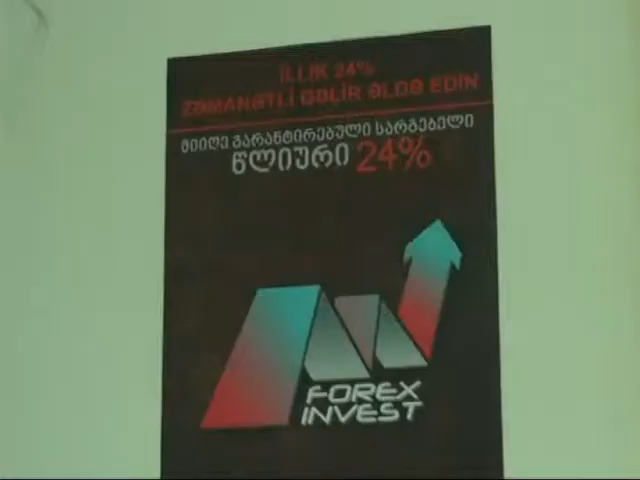 İLLİK 24%
ZƏMANƏTLİ GƏLİR ƏLDƏ EDİN
მიიღე გარანტირებული სარგებელი
წლიური 24%
FOREX
INVEST